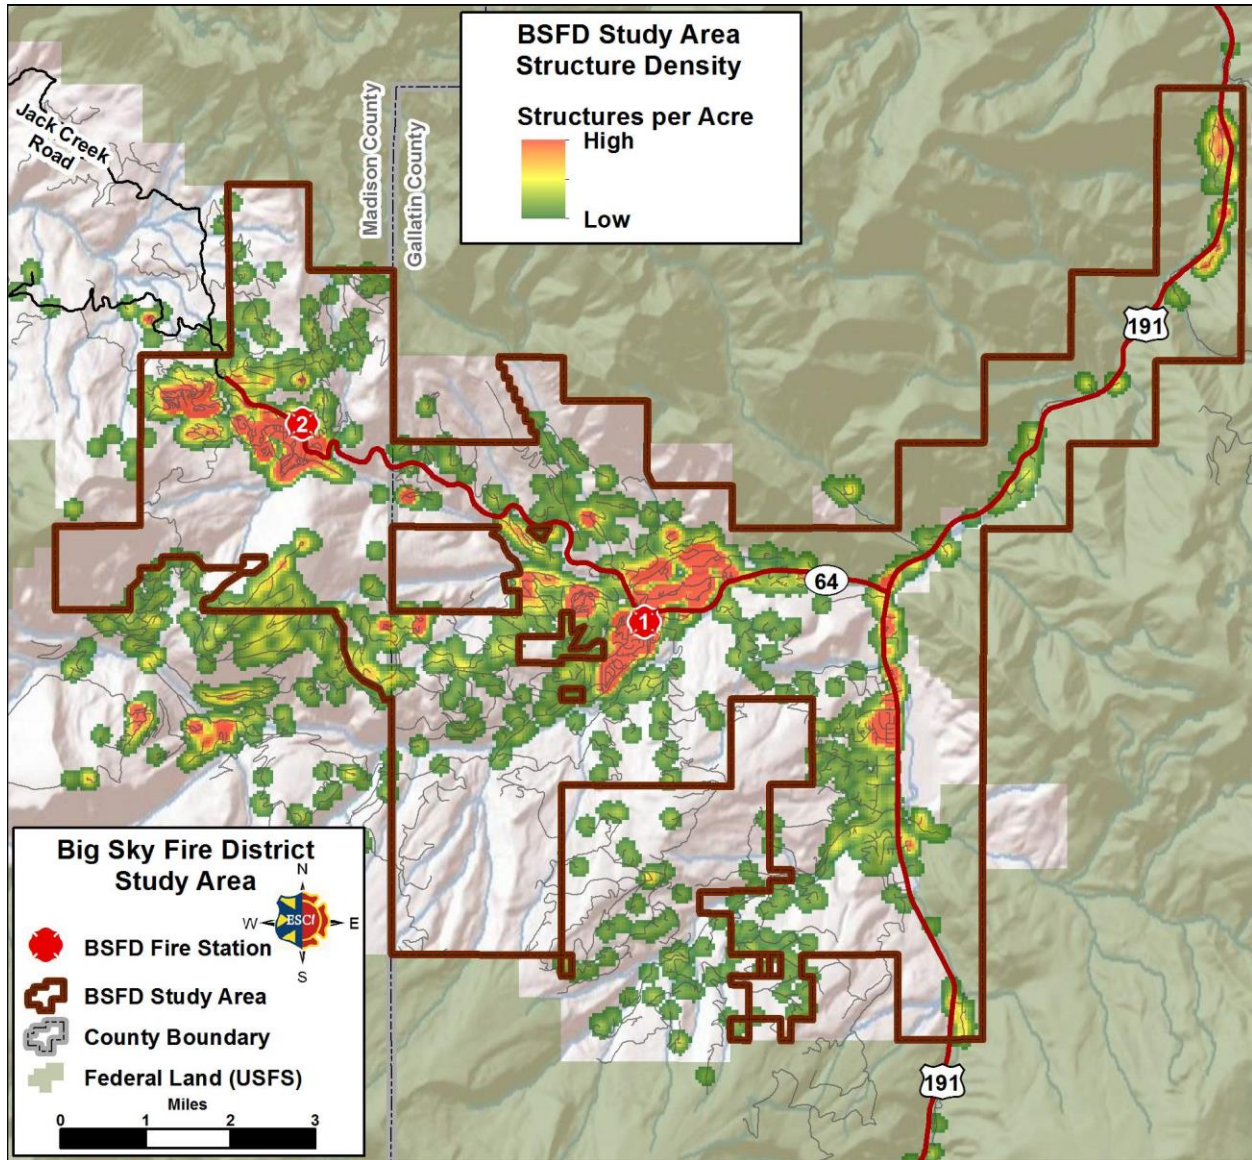 BSFD Study Area
Structure Density
Structures per Acre
High
Low
Jack Creek
Road
Madison County
Gallatin County
191
2
64
1
Big Sky Fire District
Study Area
N
W
ESCI
E
S
BSFD Fire Station
BSFD Study Area
County Boundary
Federal Land (USFS)
Miles
0 1 2 3
191